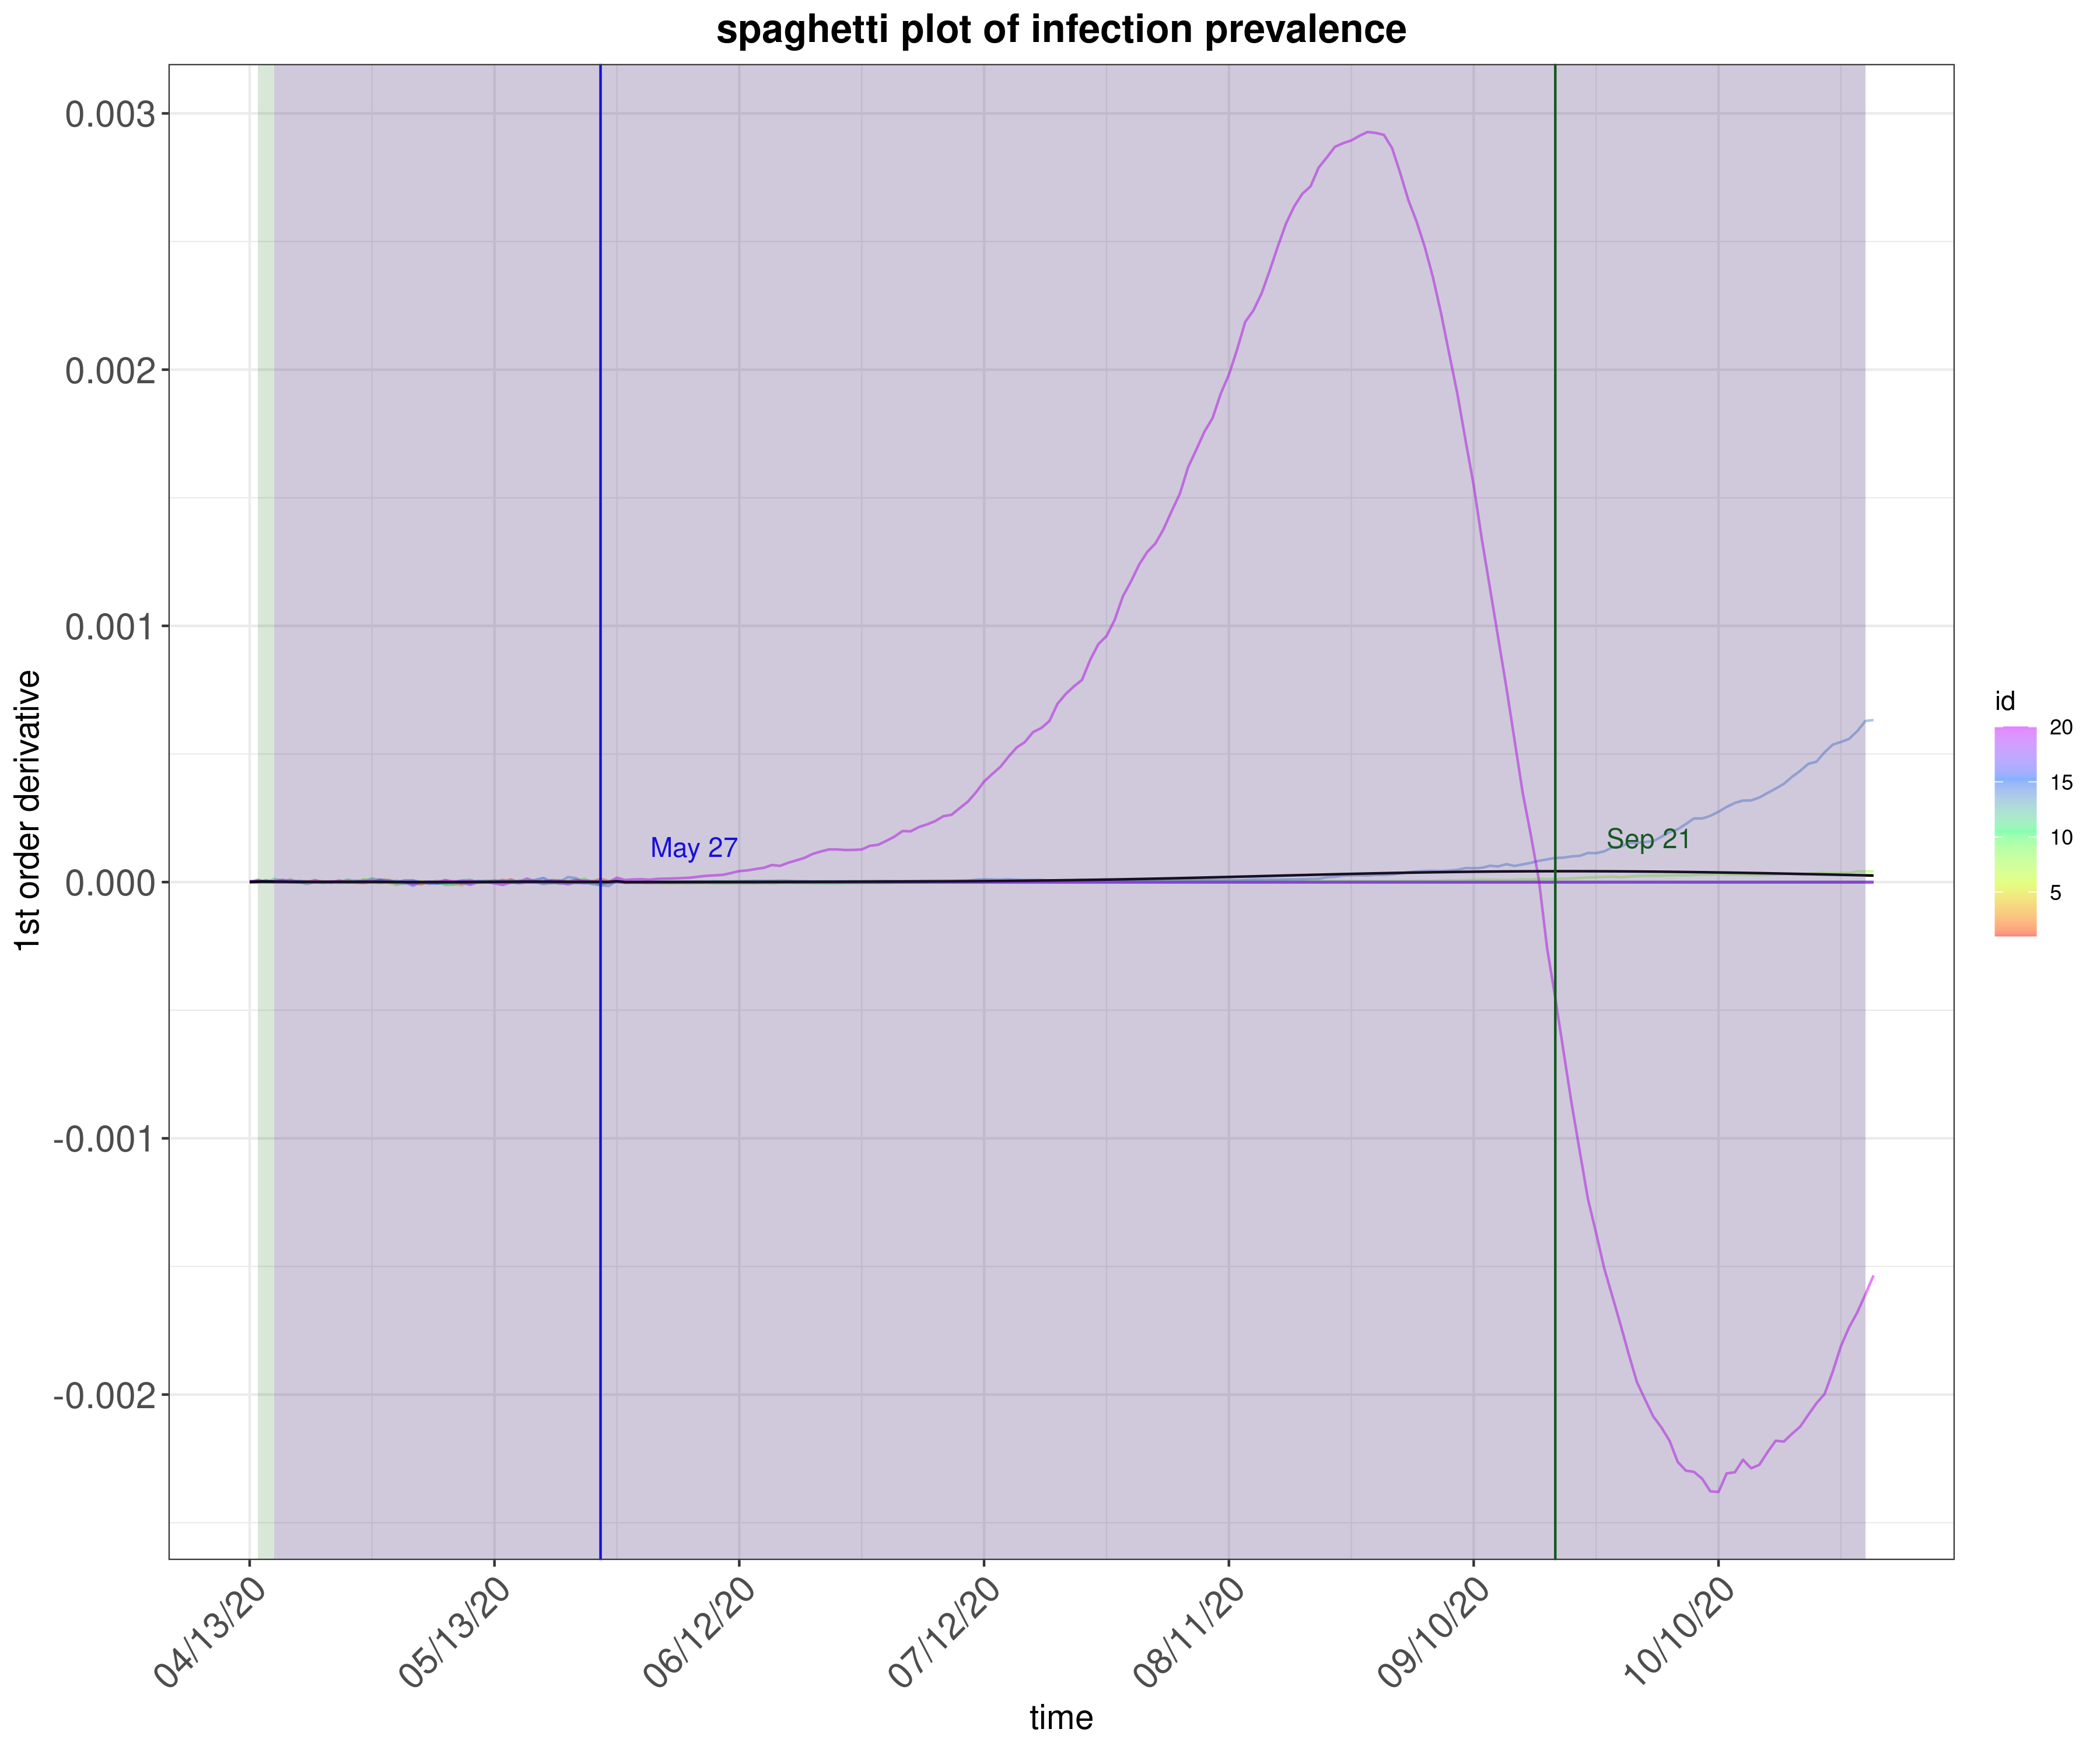 spaghetti plot of infection prevalence
0.003
0.002
0.001
0.000
-0.001
-0.002
1st order derivative
May 27
Sep 21
id
20
15
10
5
04/13/20
05/13/20
06/12/20
07/12/20
08/11/20
09/10/20
10/10/20
time